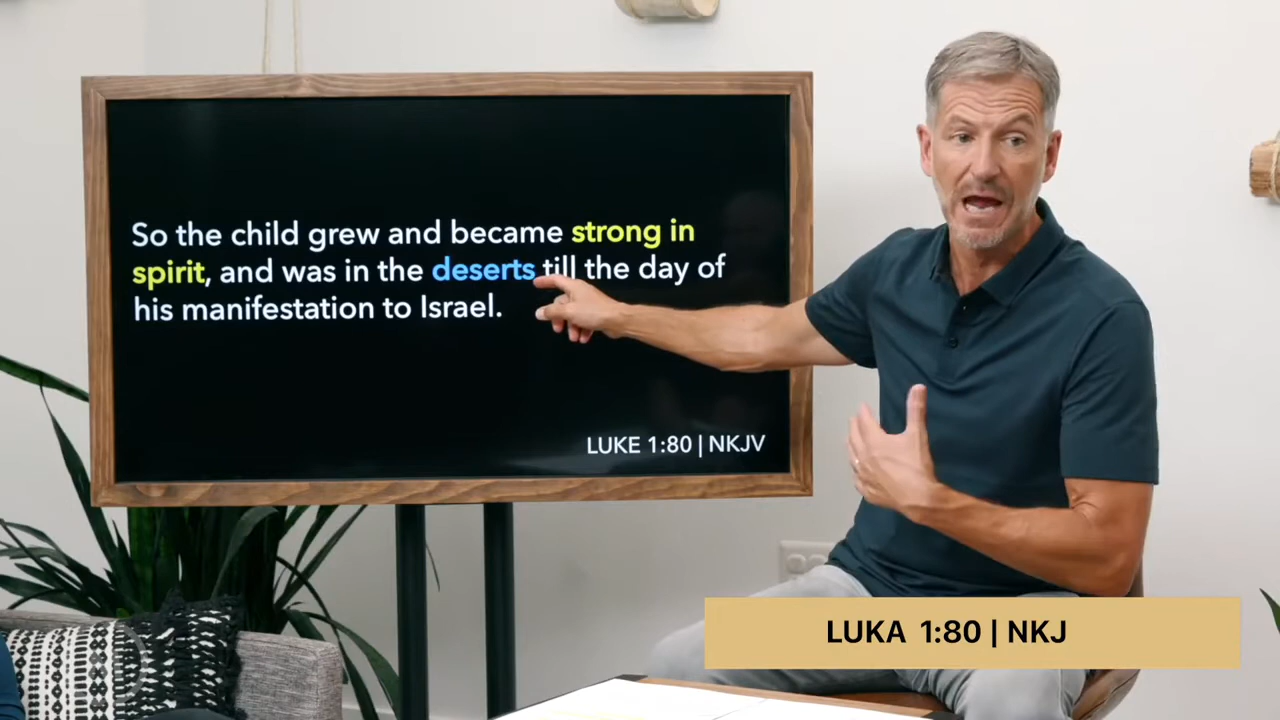 So the child grew and became strong in
spirit, and was in the deserts till the day of
his manifestation to Israel.
LUKE 1:80 | NKJV
LUKA 1:80 | NKJ